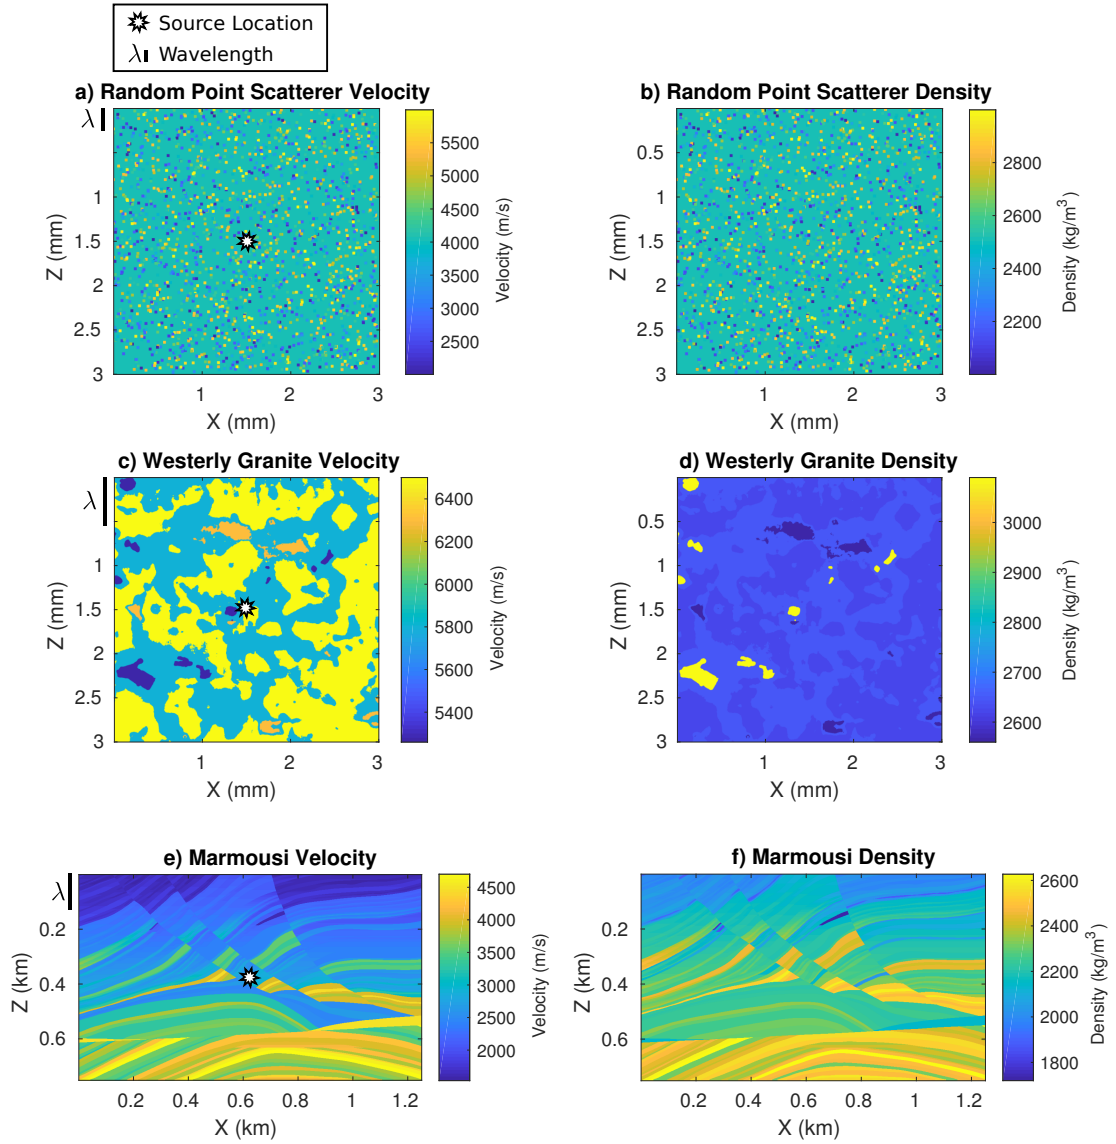 Source Location
λ Wavelength
a) Random Point Scatterer Velocity
λ
1
1.5
2
2.5
3
Z (mm)
1 2 3
X (mm)
5500
5000
4500
4000
3500
3000
2500
Velocity (m/s)
b) Random Point Scatterer Density
0.5
1
1.5
2
2.5
3
Z (mm)
1 2 3
X (mm)
2800
2600
2400
2200
Density (kg/m³)
c) Westerly Granite Velocity
λ
1
1.5
2
2.5
3
Z (mm)
1 2 3
X (mm)
6400
6200
6000
5800
5600
5400
Velocity (m/s)
d) Westerly Granite Density
0.5
1
1.5
2
2.5
3
Z (mm)
1 2 3
X (mm)
3000
2900
2800
2700
2600
Density (kg/m³)
e) Marmousi Velocity
λ
0.2
0.4
0.6
Z (km)
0.2 0.4 0.6 0.8 1 1.2
X (km)
4500
4000
3500
3000
2500
2000
Velocity (m/s)
f) Marmousi Density
0.2
0.4
0.6
Z (km)
0.2 0.4 0.6 0.8 1 1.2
X (km)
2600
2400
2200
2000
1800
Density (kg/m³)